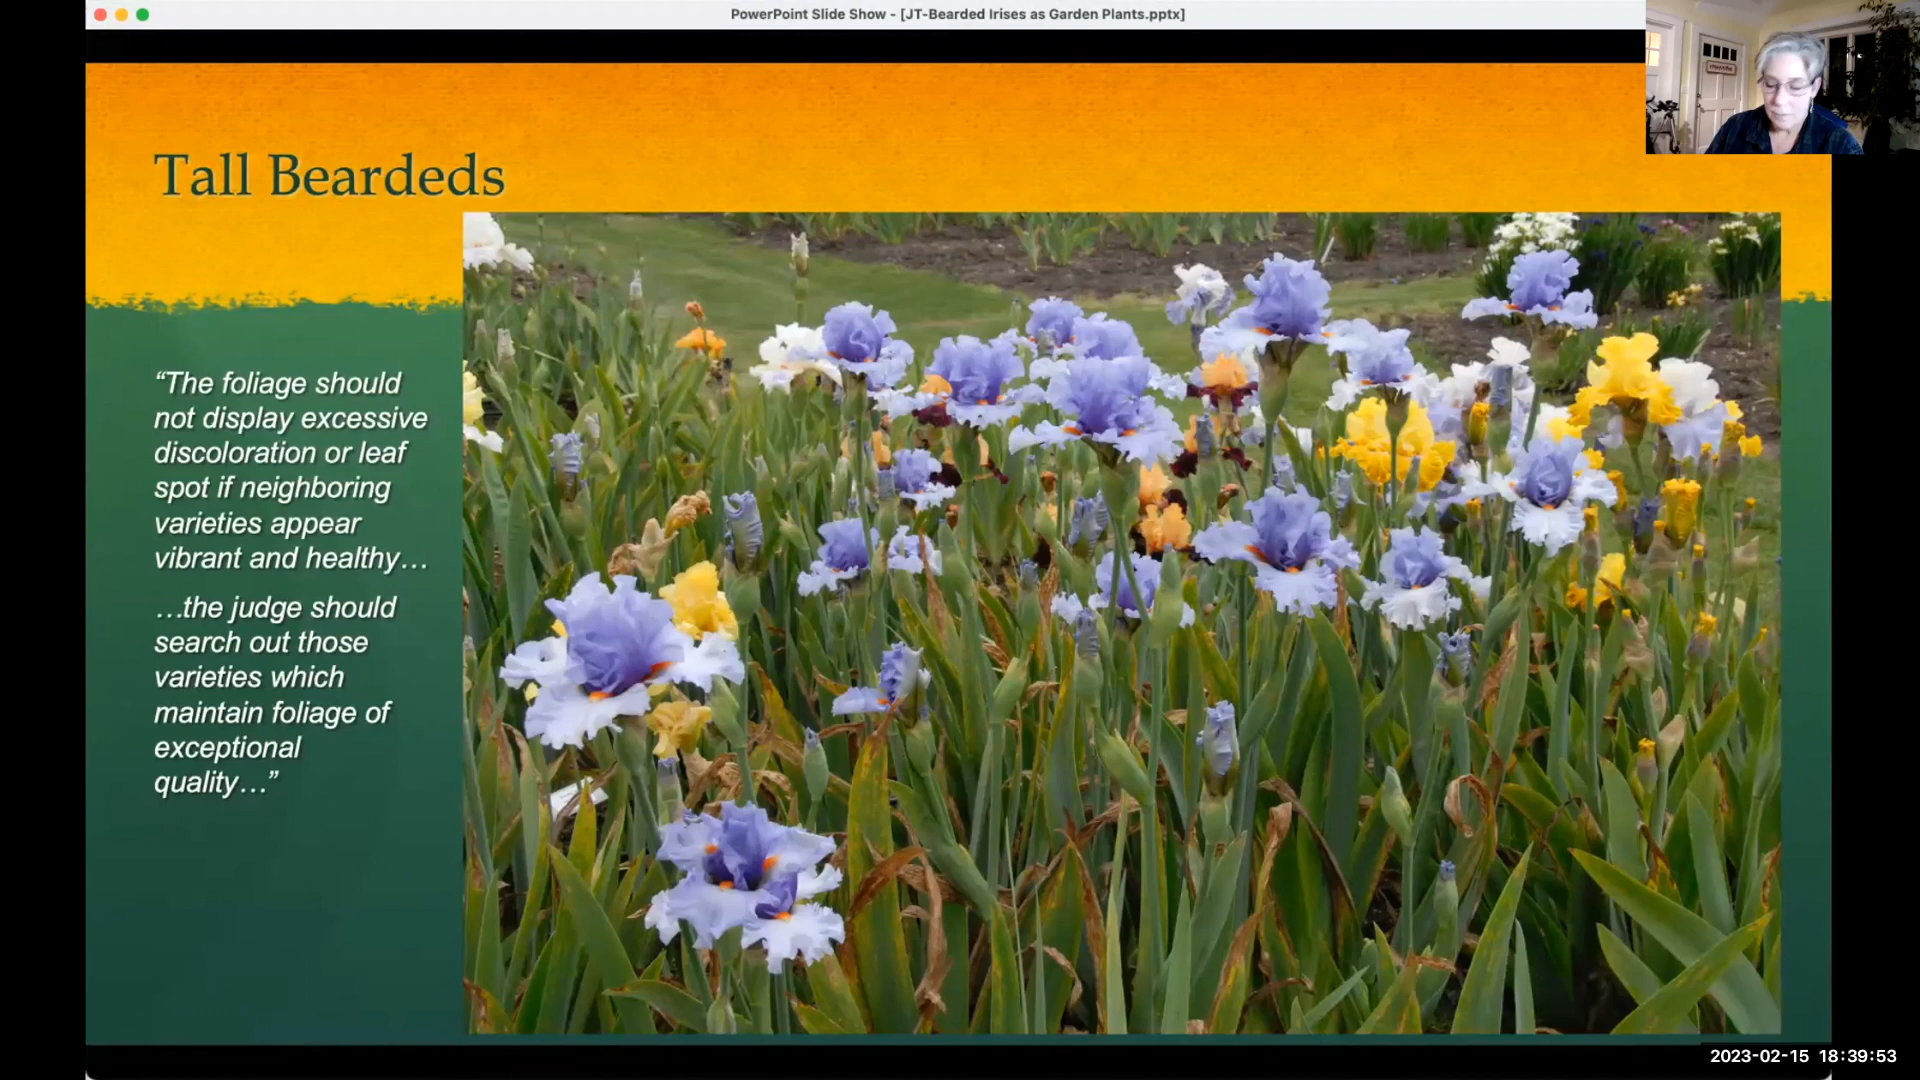 PowerPoint Slide Show - [JT-Bearded Irises as Garden Plants.pptx]
Tall Beardeds
“The foliage should
not display excessive
discoloration or leaf
spot if neighboring
varieties appear
vibrant and healthy…
…the judge should
search out those
varieties which
maintain foliage of
exceptional
quality…”
2023-02-15 18:39:53